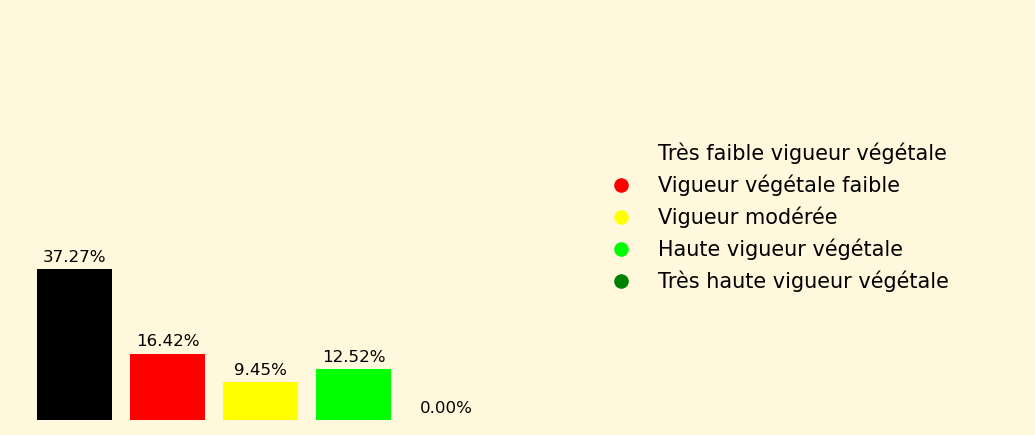 37.27%
16.42%
9.45%
12.52%
0.00%
Très faible vigueur végétale
Vigueur végétale faible
Vigueur modérée
Haute vigueur végétale
Très haute vigueur végétale